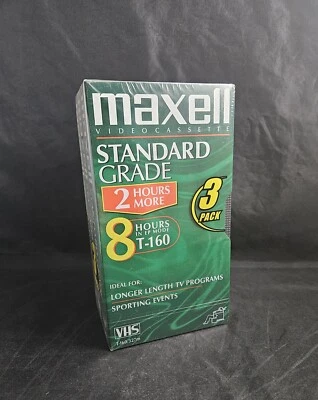 maxell
VIDEOCASSETTE
STANDARD
GRADE
2 HOURS
MORE
3
PACK
8 HOURS
IN EP MODE
T-160
IDEAL FOR:
LONGER LENGTH TV PROGRAMS
SPORTING EVENTS
VHS